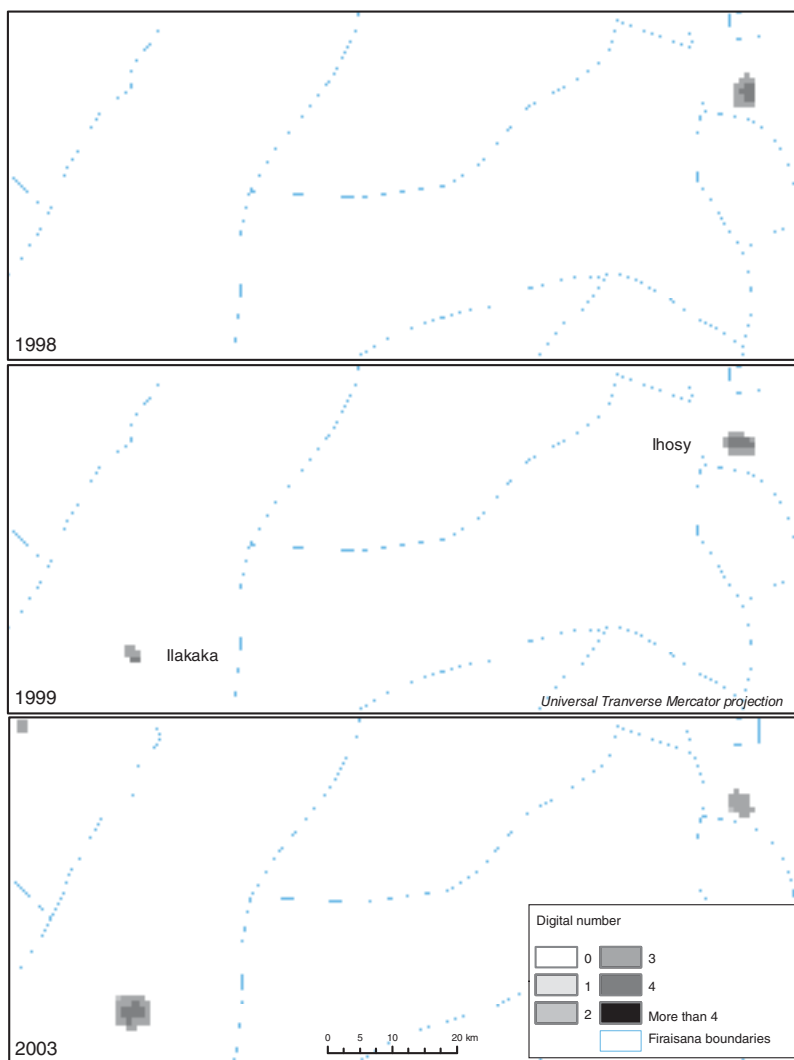 1998
Ihosy
Ilakaka
1999
Universal Tranverse Mercator projection
Digital number
0 3
1 4
2 More than 4
Firaisana boundaries
0 5 10 20 km
2003